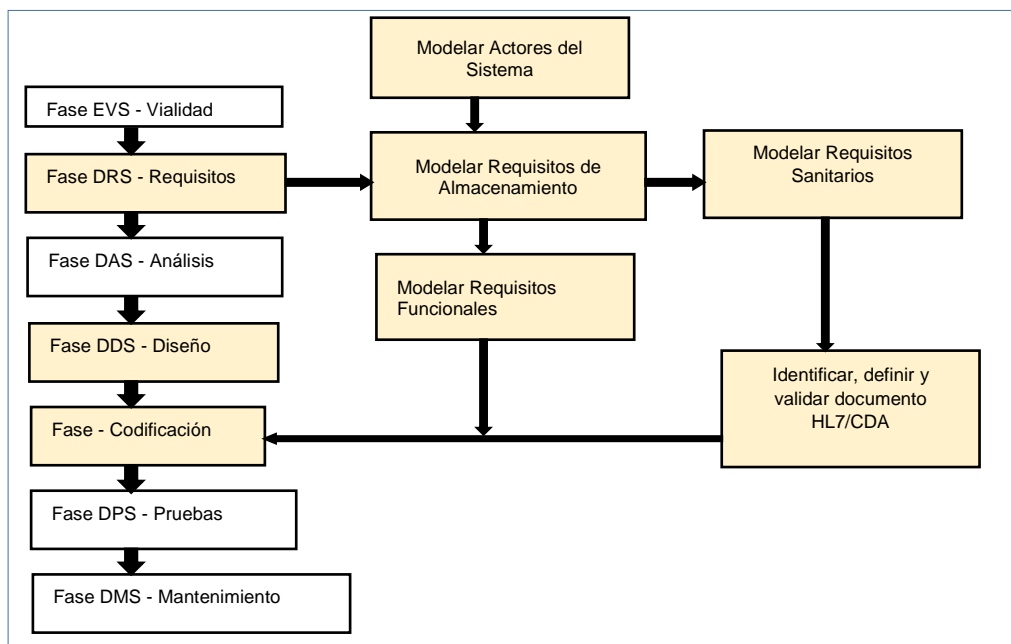 Modelar Actores del
Sistema
Fase EVS - Vialidad
Fase DRS - Requisitos
Modelar Requisitos de
Almacenamiento
Modelar Requisitos
Sanitarios
Fase DAS - Análisis
Modelar Requisitos
Funcionales
Fase DDS - Diseño
Identificar, definir y
validar documento
HL7/CDA
Fase - Codificación
Fase DPS - Pruebas
Fase DMS - Mantenimiento